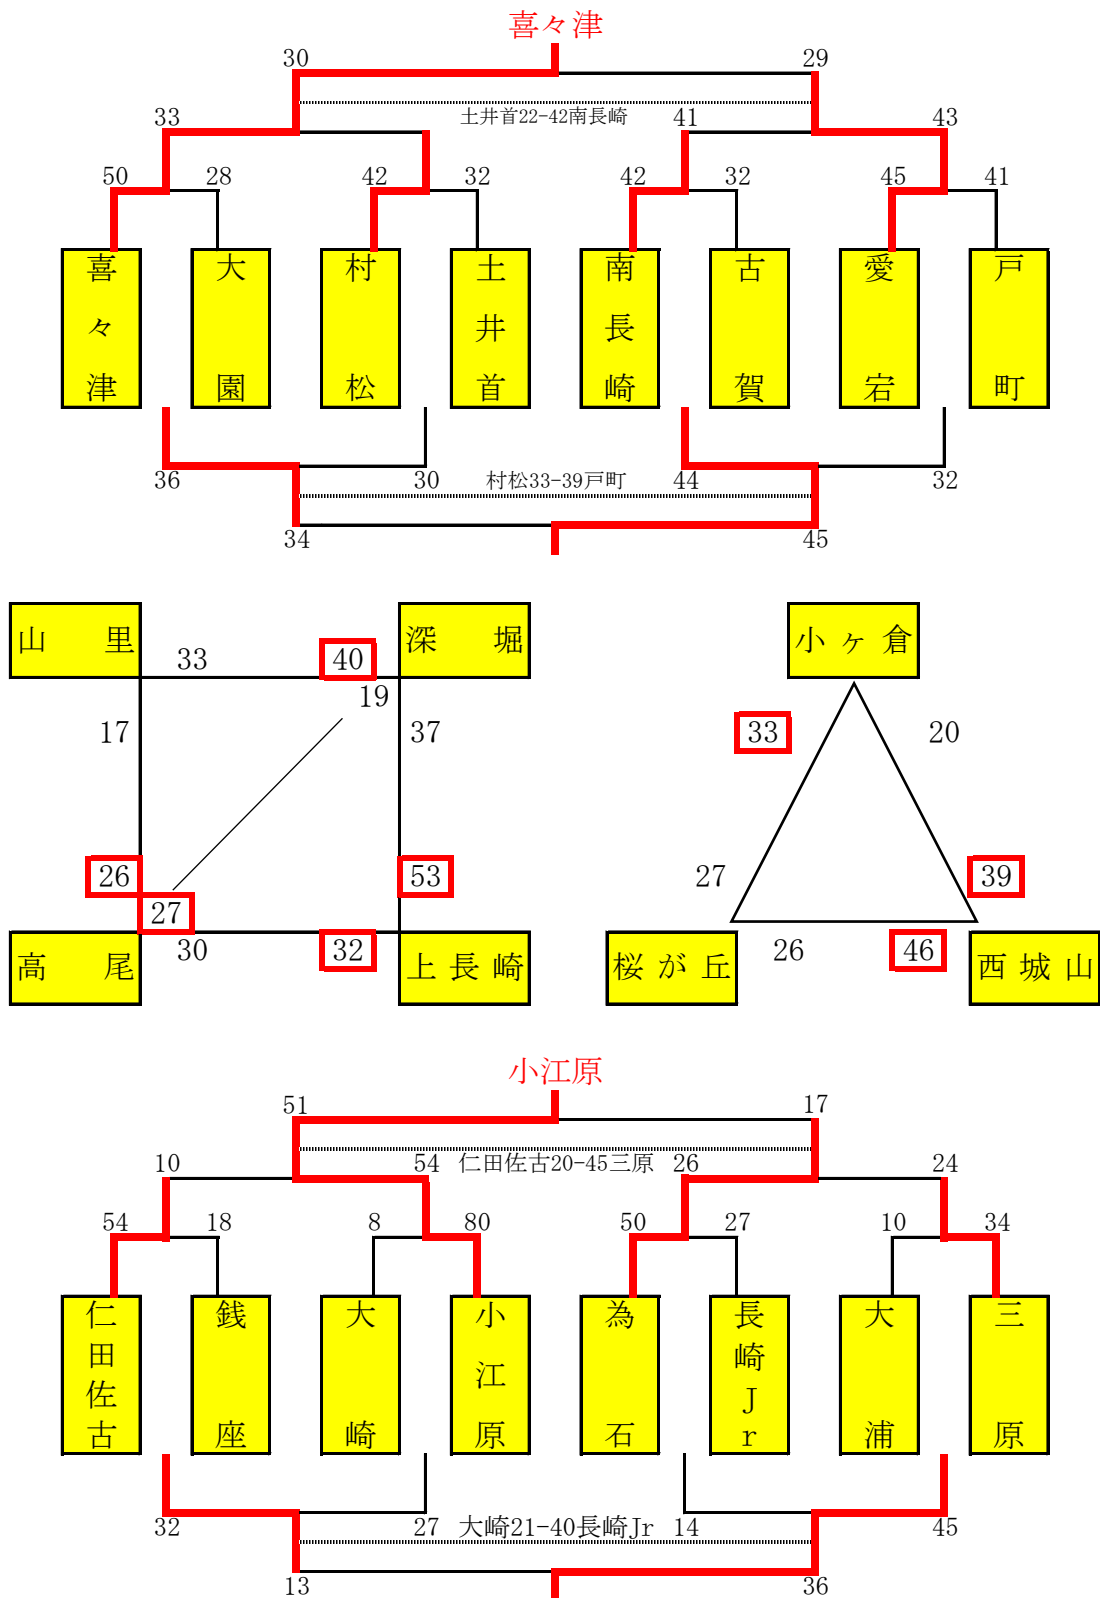 喜々津
30 29
土井首22-42南長崎
33 41 43
50 28 42 32 42 32 45 41
喜々津 大園 村松 土井首 南長崎 古賀 愛宕 戸町
36 30 村松33-39戸町 44 32
34 45
山里 深堀 小ヶ倉
33 40
19
17 37 33 20
26 53 27 39
27
30 32 26 46
高尾 上長崎 桜が丘 西城山
小江原
51 17
10 54 仁田佐古20-45三原 26 24
54 18 8 80 50 27 10 34
仁田佐古 銭座 大崎 小江原 為石 長崎Jr 大浦 三原
32 27 大崎21-40長崎Jr 14 45
13 36